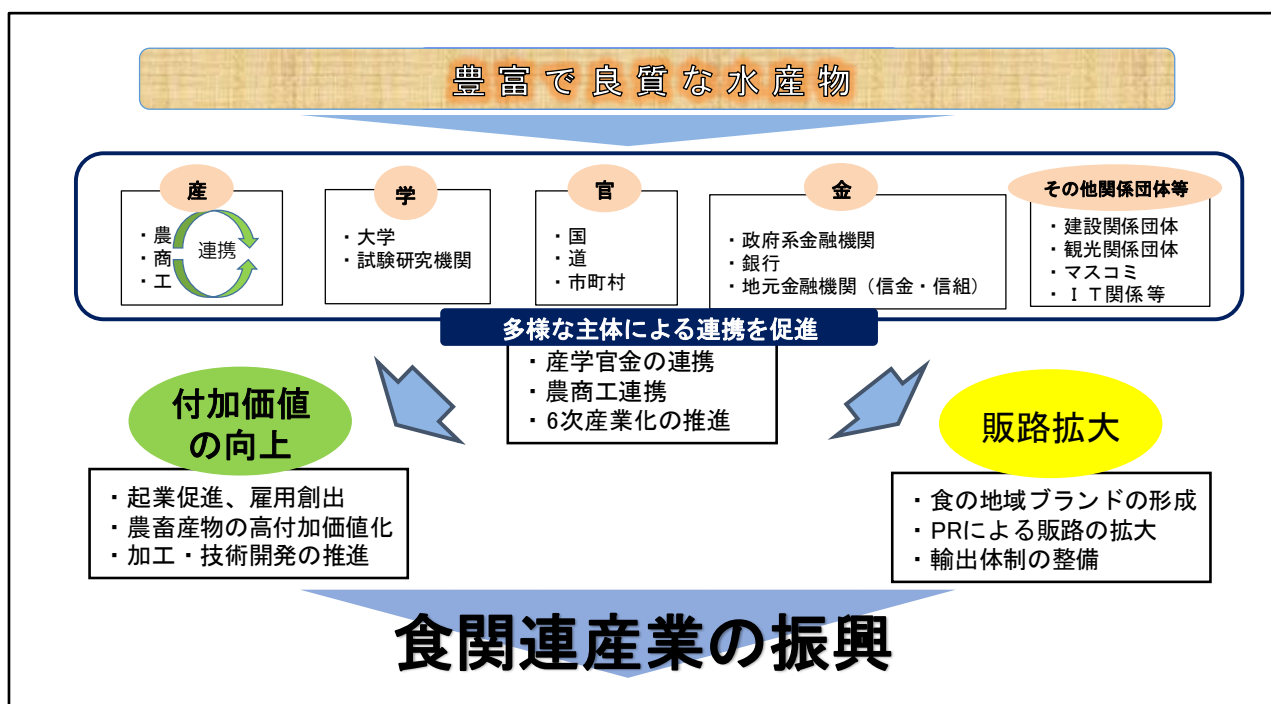 豊富で良質な水産物
産
・農
・商
・工
連携
学
・大学
・試験研究機関
官
・国
・道
・市町村
金
・政府系金融機関
・銀行
・地元金融機関（信金・信組）
その他関係団体等
・建設関係団体
・観光関係団体
・マスコミ
・ＩＴ関係等
多様な主体による連携を促進
・産学官金の連携
・農商工連携
・6次産業化の推進
付加価値
の向上
・起業促進、雇用創出
・農畜産物の高付加価値化
・加工・技術開発の推進
販路拡大
・食の地域ブランドの形成
・PRによる販路の拡大
・輸出体制の整備
食関連産業の振興